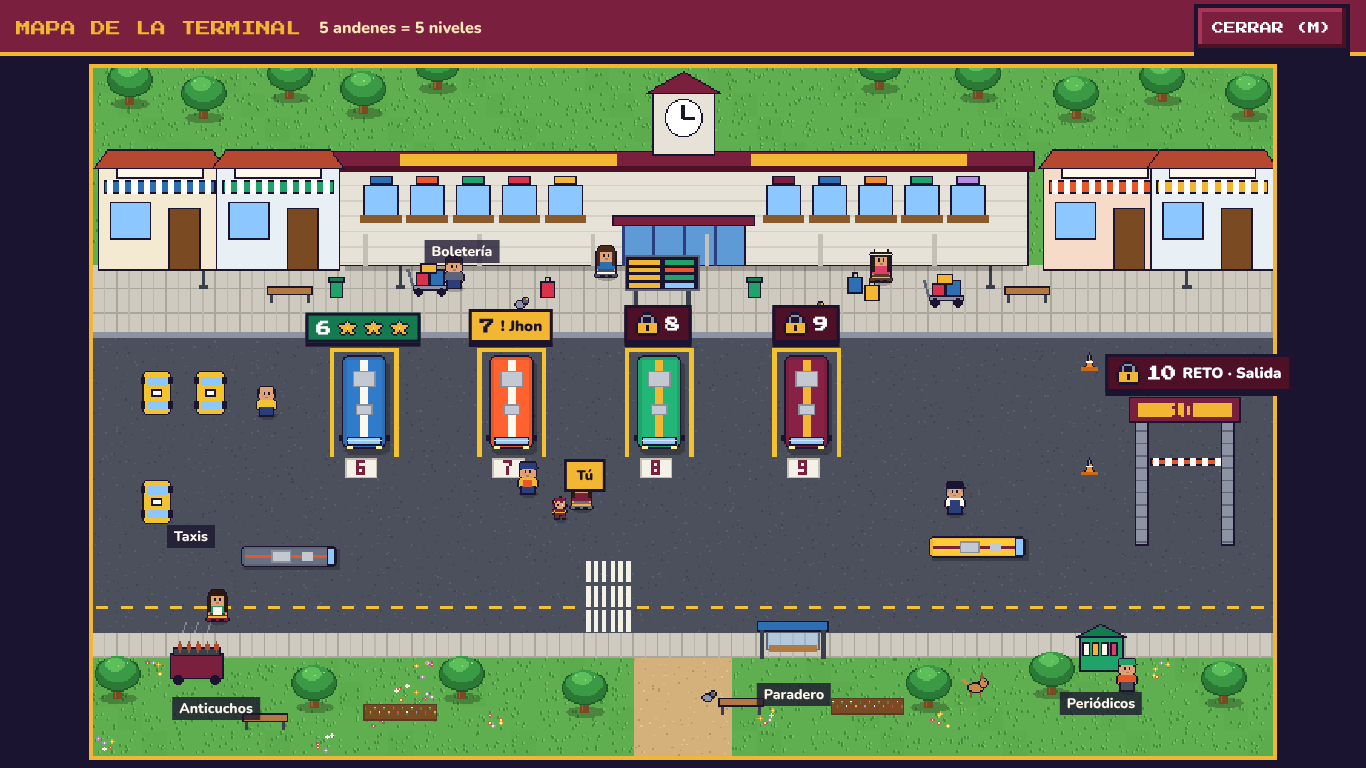 MAPA DE LA TERMINAL
5 andenes = 5 niveles
CERRAR (M)
Boletería
6
7 ! Jhon
8
9
10 RETO · Salida
10
6
7
8
9
Tú
Taxis
Anticuchos
Paradero
Periódicos